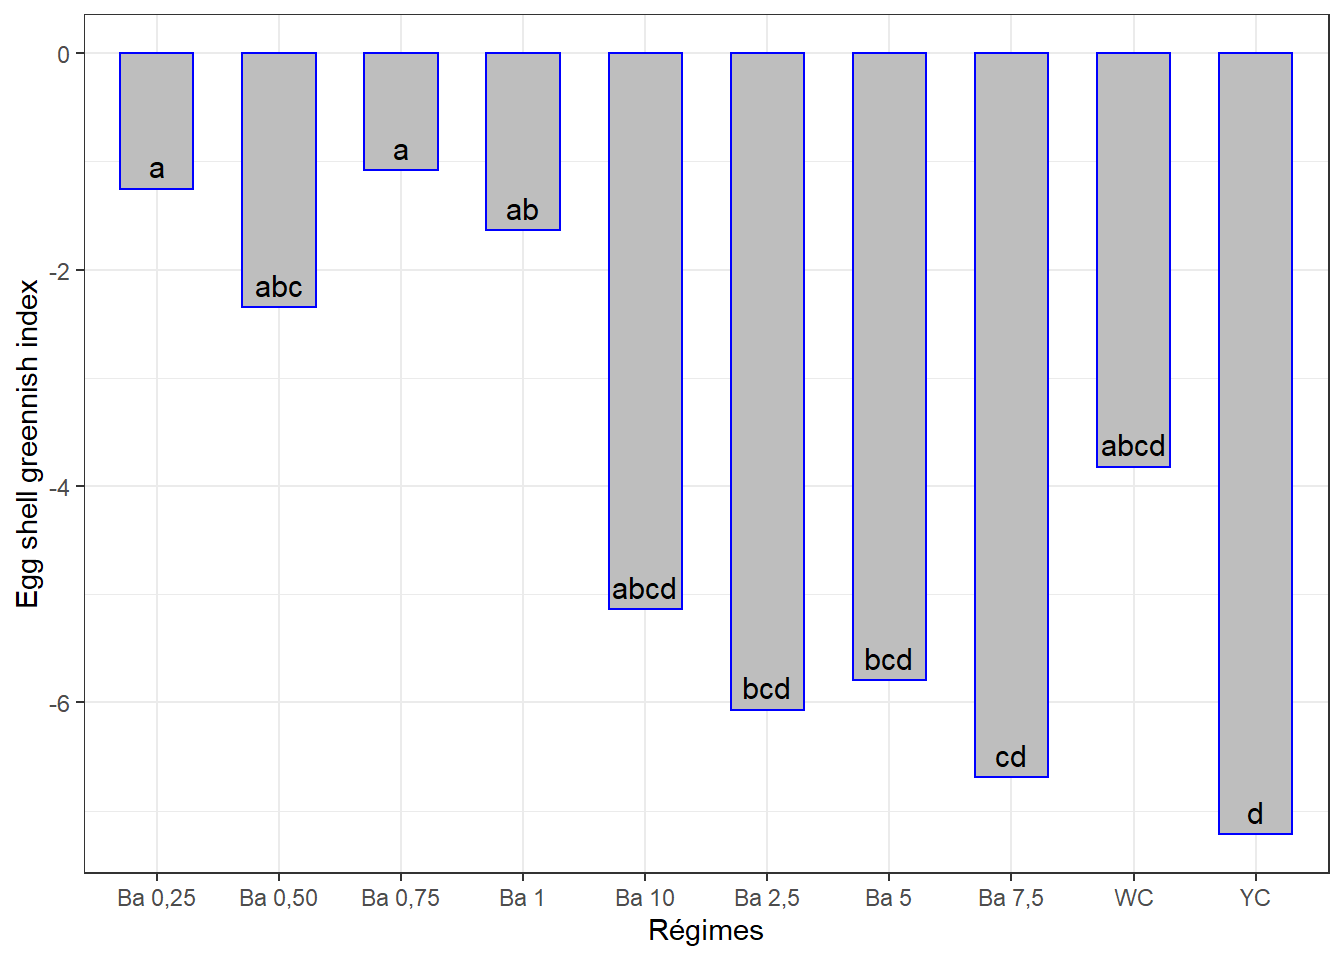 0
-2
-4
-6
Egg shell greennish index
a
abc
a
ab
abcd
bcd
bcd
cd
abcd
d
Ba 0,25 Ba 0,50 Ba 0,75 Ba 1 Ba 10 Ba 2,5 Ba 5 Ba 7,5 WC YC
Régimes